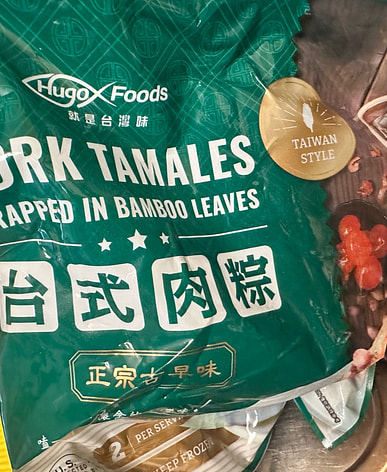 Hugo Foods
就是台灣味
TAIWAN
STYLE
ORK TAMALES
RAPPED IN BAMBOO LEAVES
台式肉粽
正宗古早味
2
PER SERV
KEEP FROZEN
U.S.